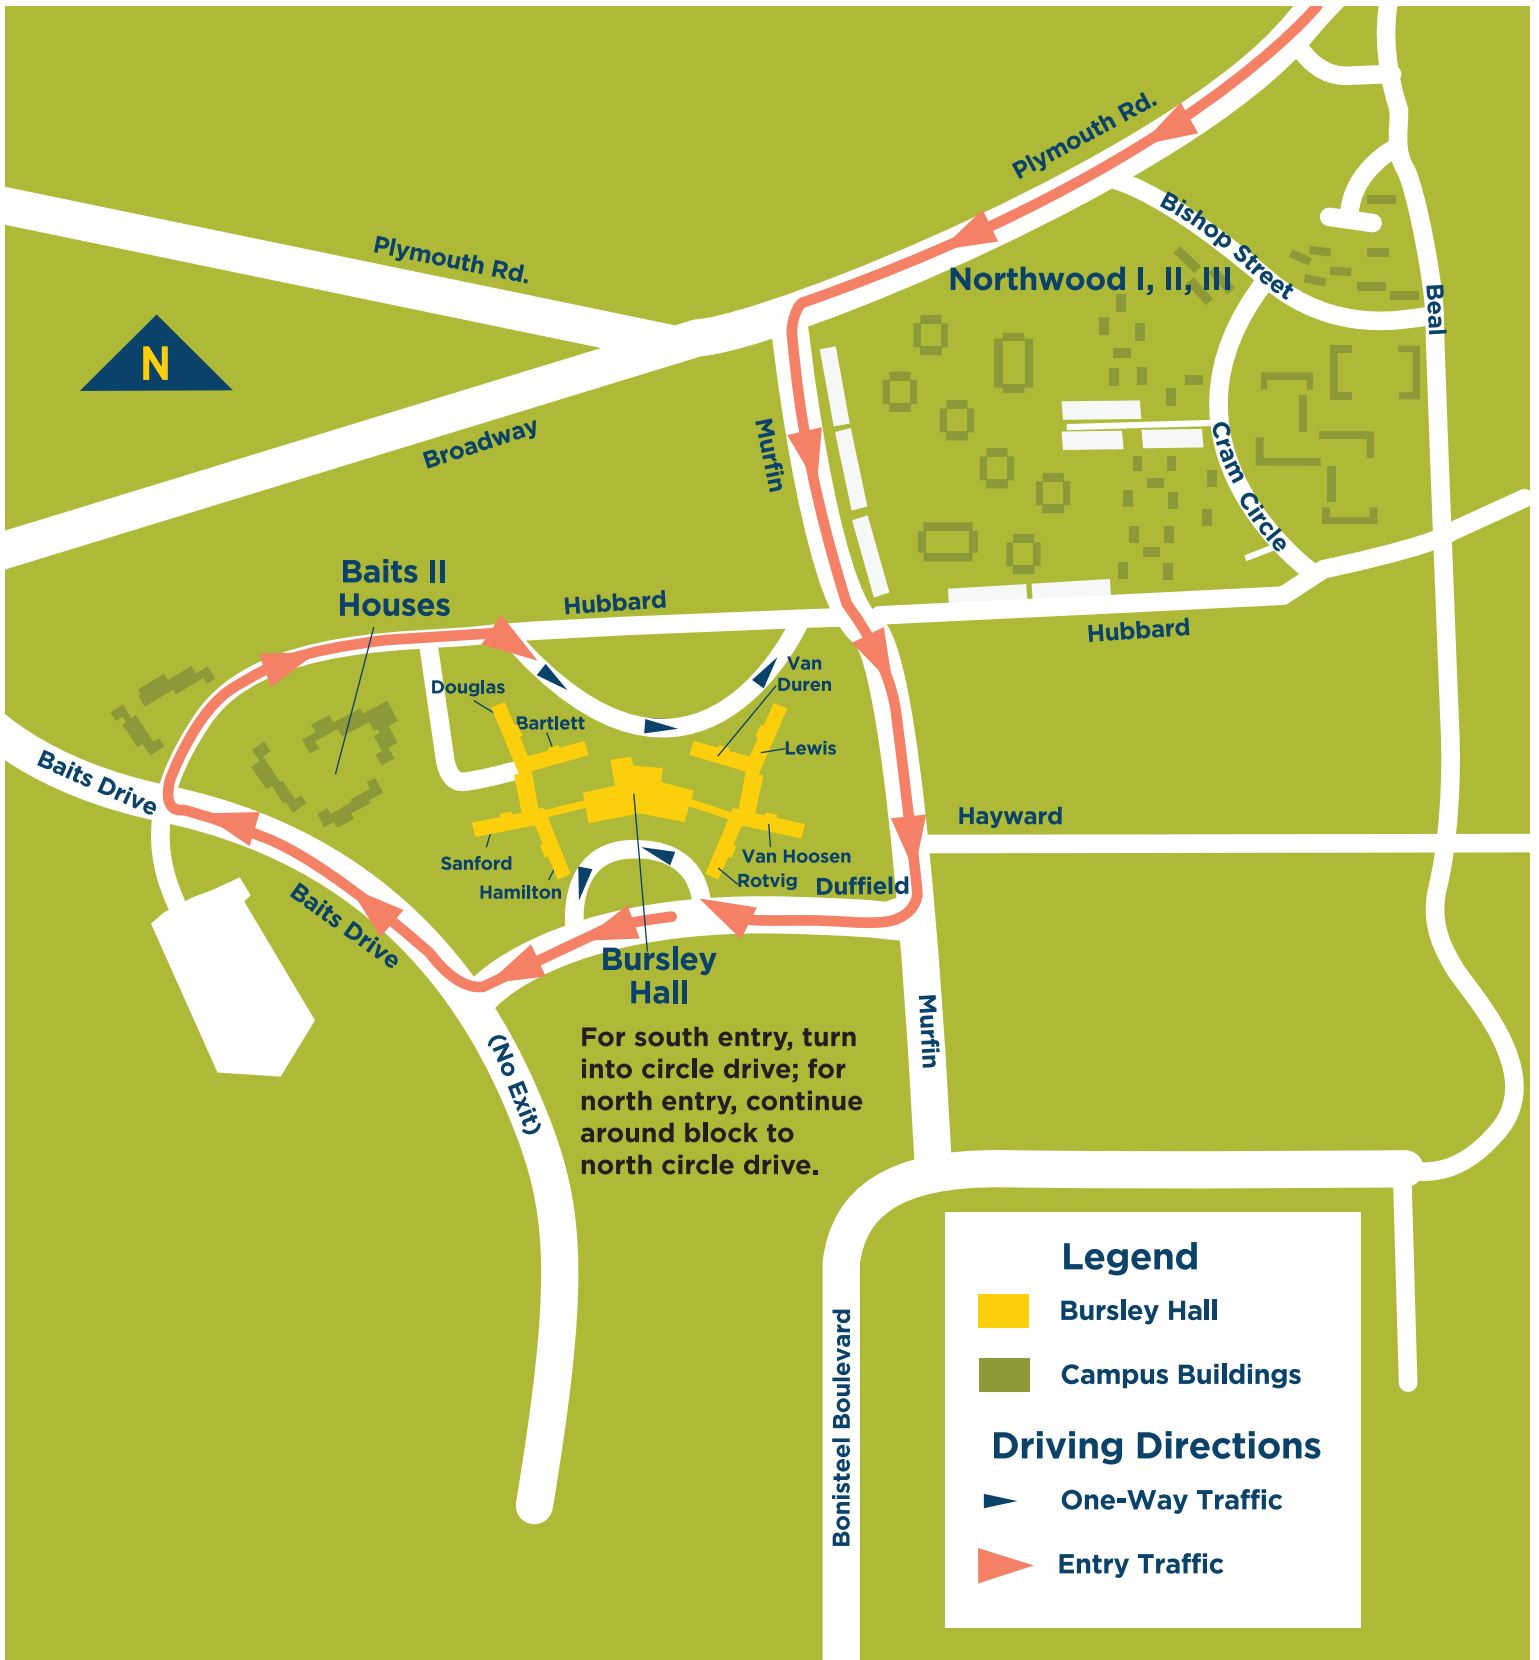 Plymouth Rd.
Bishop Street
Plymouth Rd.
Northwood I, II, III
Beal
N
Broadway
Murfin
Cram Circle
Baits II
Houses
Hubbard
Hubbard
Van
Duren
Douglas
Bartlett
Lewis
Baits Drive
Hayward
Sanford
Van Hoosen
Hamilton
Rotvig
Duffield
Baits Drive
Bursley
Hall
(No Exit)
Murfin
For south entry, turn
into circle drive; for
north entry, continue
around block to
north circle drive.
Bonisteel Boulevard
Legend
Bursley Hall
Campus Buildings
Driving Directions
One-Way Traffic
Entry Traffic